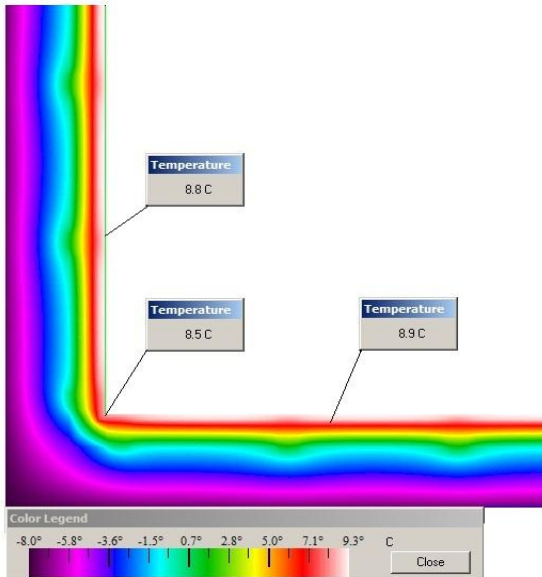 Temperature
8.8 C
Temperature
8.5 C
Temperature
8.9 C
Color Legend
-8.0° -5.8° -3.6° -1.5° 0.7° 2.8° 5.0° 7.1° 9.3° C
Close